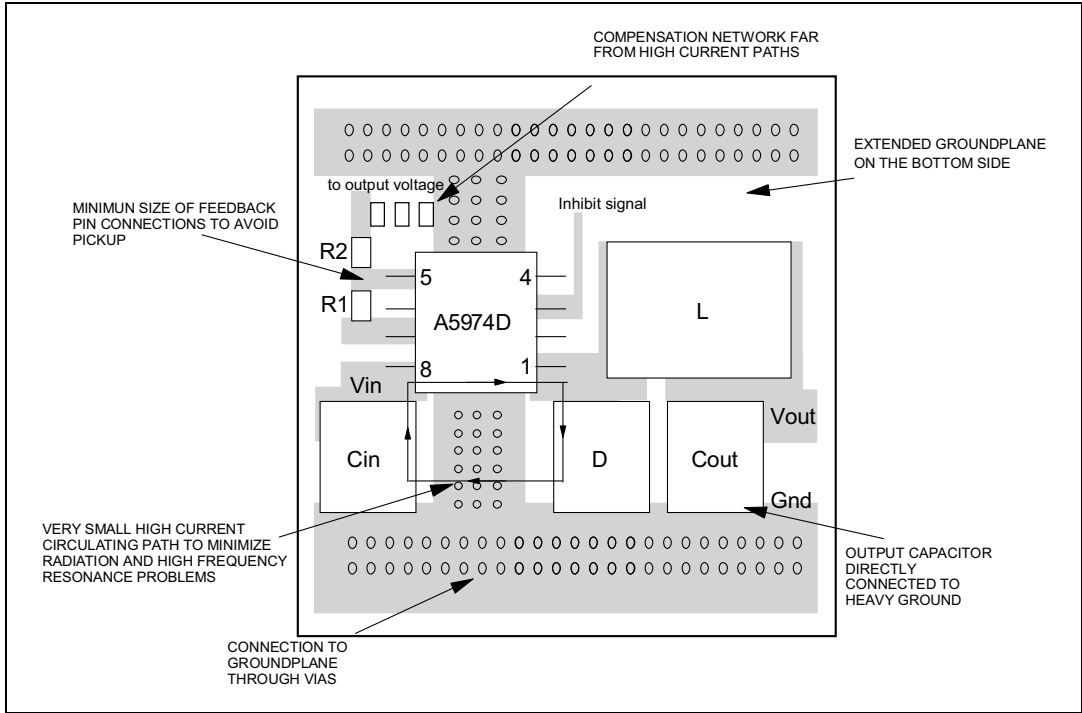 COMPENSATION NETWORK FAR
FROM HIGH CURRENT PATHS
EXTENDED GROUNDPLANE
ON THE BOTTOM SIDE
to output voltage
Inhibit signal
MINIMUN SIZE OF FEEDBACK
PIN CONNECTIONS TO AVOID
PICKUP
R2
R1
5
4
A5974D
8
1
L
Vin
Vout
Cin
D
Cout
Gnd
VERY SMALL HIGH CURRENT
CIRCULATING PATH TO MINIMIZE
RADIATION AND HIGH FREQUENCY
RESONANCE PROBLEMS
OUTPUT CAPACITOR
DIRECTLY
CONNECTED TO
HEAVY GROUND
CONNECTION TO
GROUNDPLANE
THROUGH VIAS